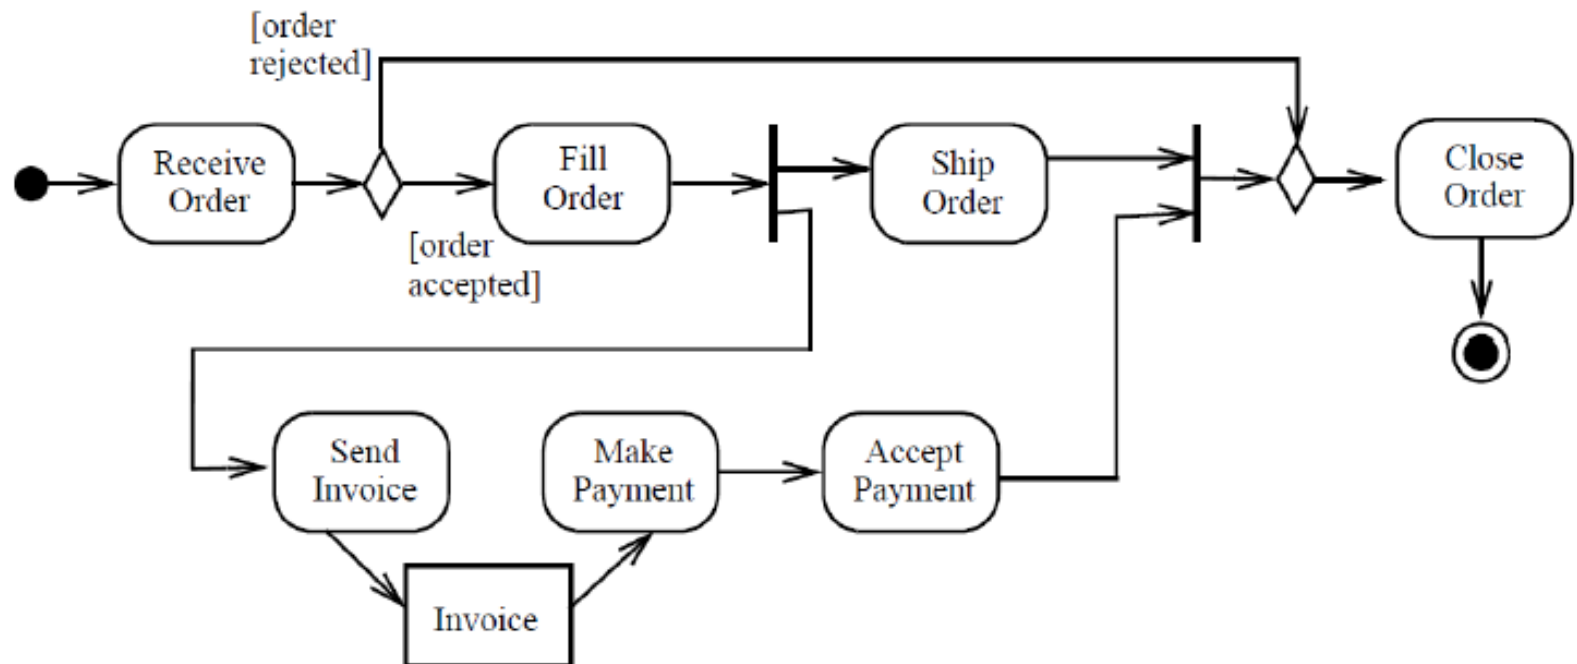 [order
rejected]
Receive
Order
Fill
Order
Ship
Order
Close
Order
[order
accepted]
Send
Invoice
Make
Payment
Accept
Payment
Invoice